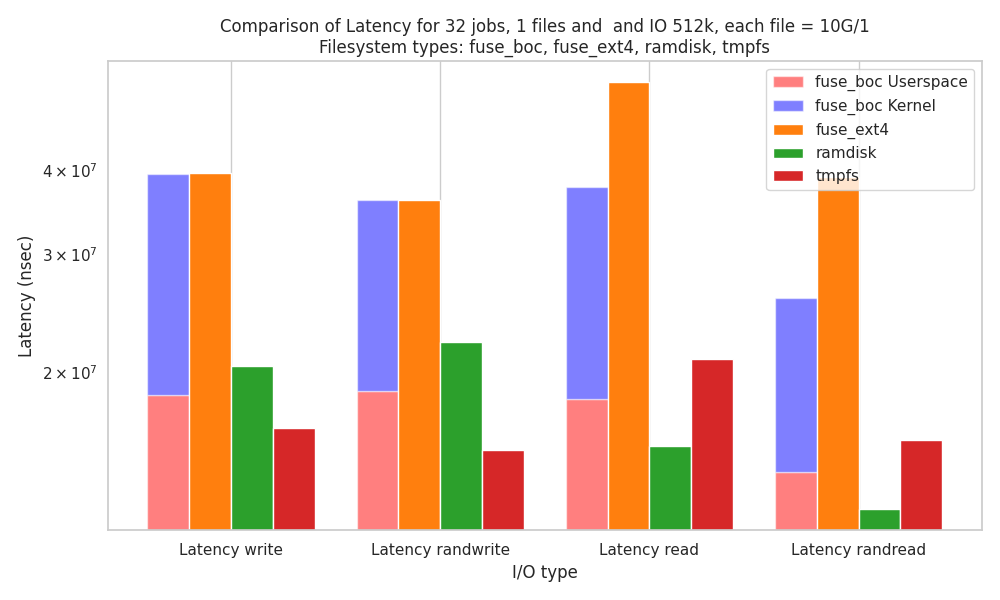 Comparison of Latency for 32 jobs, 1 files and  and IO 512k, each file = 10G/1
Filesystem types: fuse_boc, fuse_ext4, ramdisk, tmpfs
fuse_boc Userspace
fuse_boc Kernel
fuse_ext4
ramdisk
tmpfs
4 × 10⁷
3 × 10⁷
2 × 10⁷
Latency (nsec)
Latency write
Latency randwrite
Latency read
Latency randread
I/O type